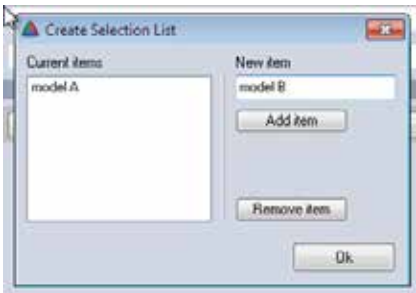 Create Selection List
Current items
New item
model A
model B
Add item
Remove item
Ok